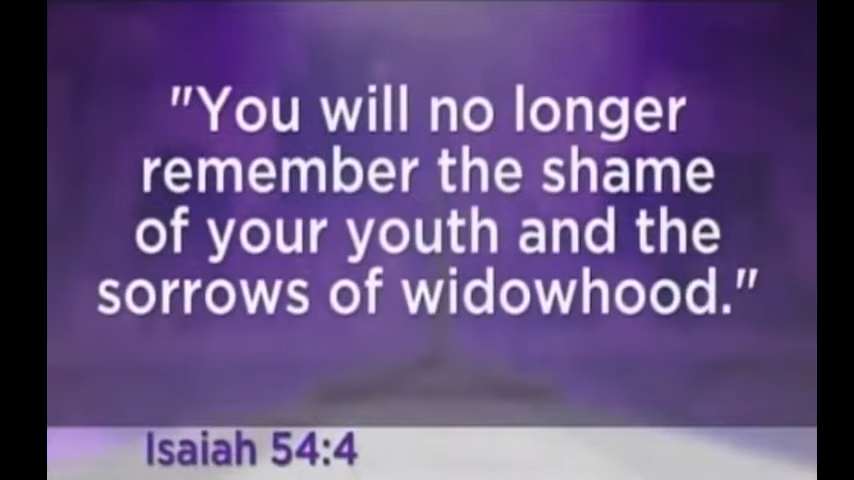 "You will no longer
remember the shame
of your youth and the
sorrows of widowhood."
Isaiah 54:4